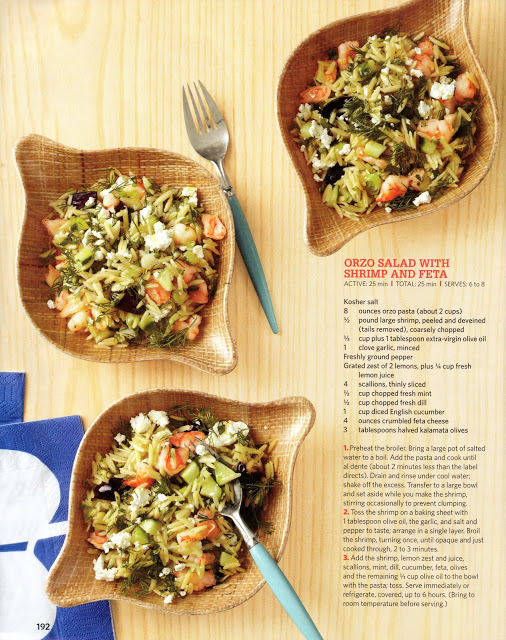 ORZO SALAD WITH
SHRIMP AND FETA
ACTIVE: 25 min I TOTAL: 25 min I SERVES: 6 to 8
Kosher salt
8 ounces orzo pasta (about 2 cups)
½ pound large shrimp, peeled and deveined
(tails removed), coarsely chopped
⅓ cup plus 1 tablespoon extra-virgin olive oil
1 clove garlic, minced
Freshly ground pepper
Grated zest of 2 lemons, plus ¼ cup fresh
lemon juice
4 scallions, thinly sliced
½ cup chopped fresh mint
½ cup chopped fresh dill
1 cup diced English cucumber
4 ounces crumbled feta cheese
3 tablespoons halved kalamata olives
1. Preheat the broiler. Bring a large pot of salted
water to a boil. Add the pasta and cook until
al dente (about 2 minutes less than the label
directs). Drain and rinse under cool water;
shake off the excess. Transfer to a large bowl
and set aside while you make the shrimp,
stirring occasionally to prevent clumping.
2. Toss the shrimp on a baking sheet with
1 tablespoon olive oil, the garlic, and salt and
pepper to taste; arrange in a single layer. Broil
the shrimp, turning once, until opaque and just
cooked through, 2 to 3 minutes.
3. Add the shrimp, lemon zest and juice,
scallions, mint, dill, cucumber, feta, olives
and the remaining ⅓ cup olive oil to the bowl
with the pasta; toss. Serve immediately or
refrigerate, covered, up to 6 hours. (Bring to
room temperature before serving.)
192